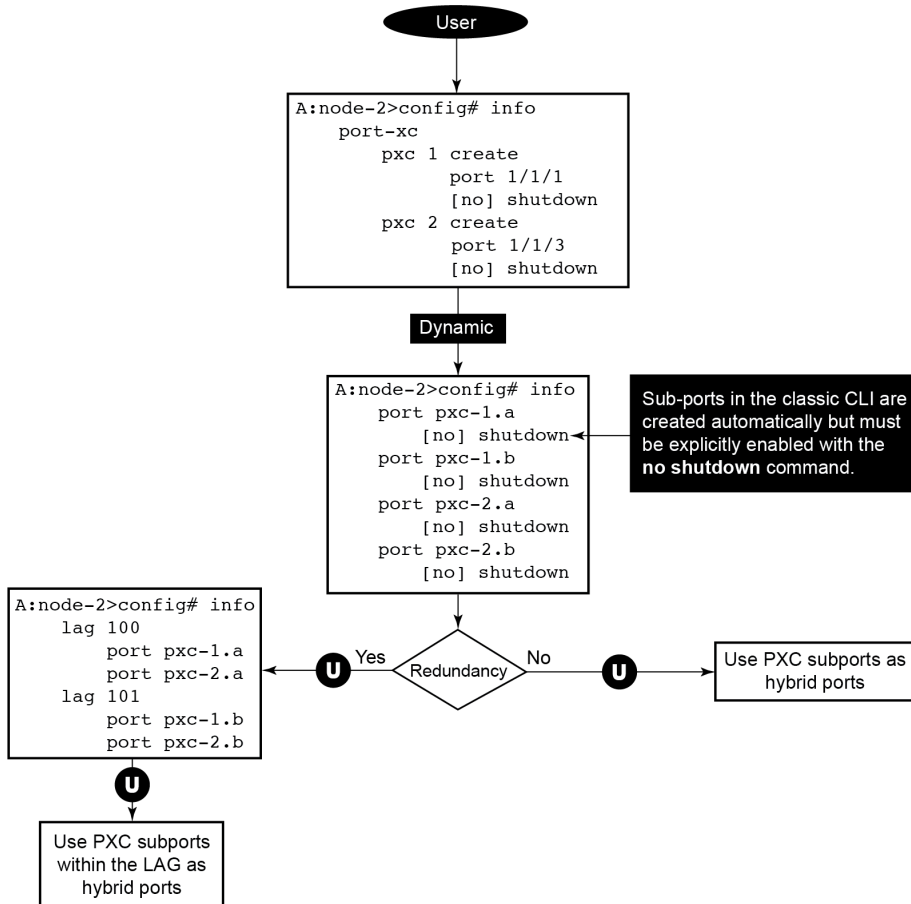 User
A:node-2>config# info
port-xc
pxc 1 create
port 1/1/1
[no] shutdown
pxc 2 create
port 1/1/3
[no] shutdown
Dynamic
A:node-2>config# info
port pxc-1.a
[no] shutdown
port pxc-1.b
[no] shutdown
port pxc-2.a
[no] shutdown
port pxc-2.b
[no] shutdown
Sub-ports in the classic CLI are
created automatically but must
be explicitly enabled with the
no shutdown command.
Redundancy
Yes
U
No
U
Use PXC subports as
hybrid ports
A:node-2>config# info
lag 100
port pxc-1.a
port pxc-2.a
lag 101
port pxc-1.b
port pxc-2.b
U
Use PXC subports
within the LAG as
hybrid ports